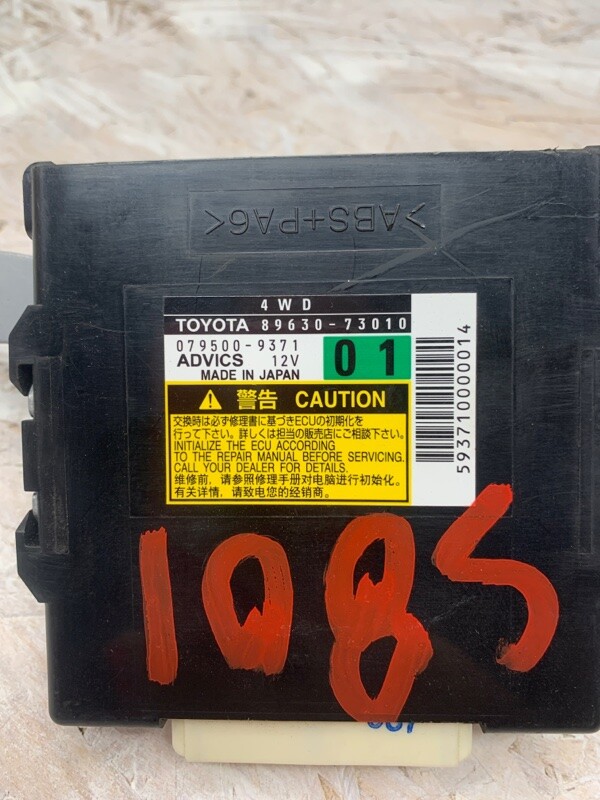 >ABS+PA6<
4WD
TOYOTA 89630-73010
079500-9371
ADVICS 12V
MADE IN JAPAN
01
593710000014
警告 CAUTION
交換時は必ず修理書に基づきECUの初期化を
行って下さい。詳しくは担当の販売店にご相談下さい。
INITIALIZE THE ECU ACCORDING
TO THE REPAIR MANUAL BEFORE SERVICING.
CALL YOUR DEALER FOR DETAILS.
维修前，请参照修理手册对电脑进行初始化。
有关详情，请致电您的经销商。
1085